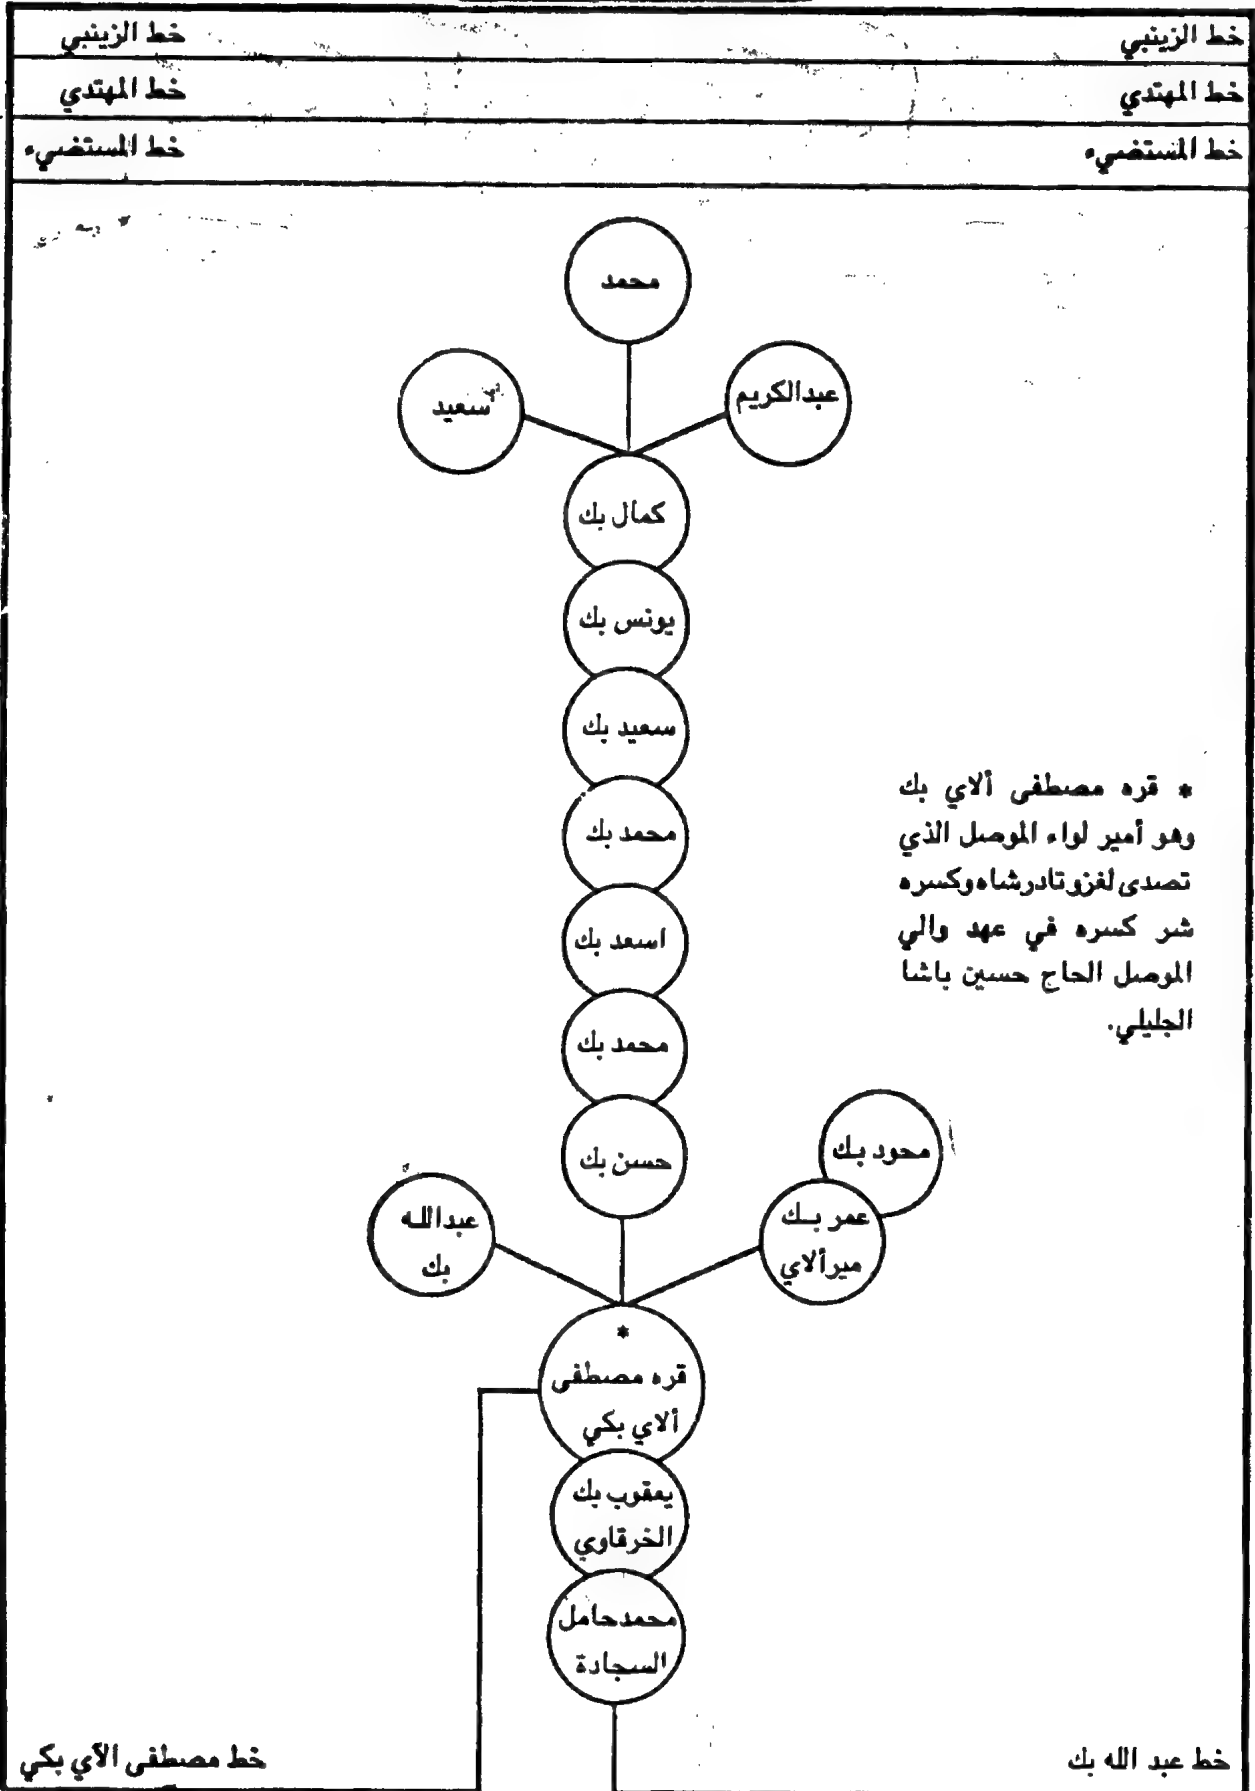 خط الزينبي
خط الزينبي
خط المهتدي
خط المهتدي
خط المستضيء
خط المستضيء
محمد
عبدالكريم
سعيد
كمال بك
يونس بك
سعيد بك
محمد بك
* قره مصطفى ألاي بك
وهو أمير لواء الموصل الذي
تصدى لغزو نادر شاه وكسره
شر كسره في عهد والي
الموصل الحاج حسين باشا
الجليلي.
اسعد بك
محمد بك
حسن بك
محود بك
عمر بك
ميرألاي
عبدالله
بك
*
قره مصطفى
ألاي بكي
يعقوب بك
الخرقاوي
محمد حامل
السجادة
خط عبد الله بك
خط مصطفى الآي بكي